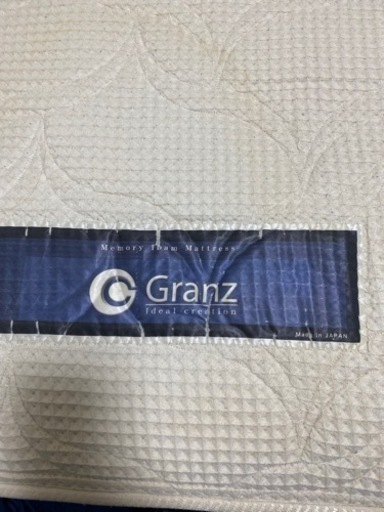 Memory Foam Mattress
Granz
Ideal creation
Made in JAPAN